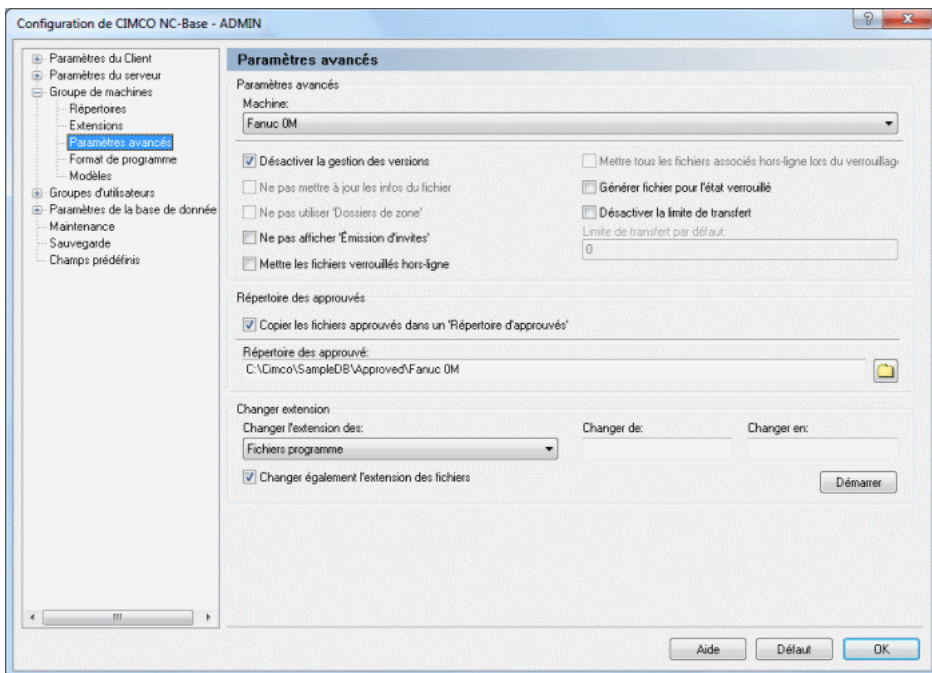 Configuration de CIMCO NC-Base - ADMIN
Paramètres du Client
Paramètres du serveur
Groupe de machines
Répertoires
Extensions
Paramètres avancés
Format de programme
Modèles
Groupes d'utilisateurs
Paramètres de la base de donnée
Maintenance
Sauvegarde
Champs prédéfinis
Paramètres avancés
Paramètres avancés
Machine:
Fanuc 0M
Désactiver la gestion des versions
Ne pas mettre à jour les infos du fichier
Ne pas utiliser 'Dossiers de zone'
Ne pas afficher 'Émission d'invites'
Mettre les fichiers verrouillés hors-ligne
Mettre tous les fichiers associés hors-ligne lors du verrouillag
Générer fichier pour l'état verrouillé
Désactiver la limite de transfert
Limite de transfert par défaut:
0
Répertoire des approuvés
Copier les fichiers approuvés dans un 'Répertoire d'approuvés'
Répertoire des approuvé:
C:\Cimco\SampleDB\Approved\Fanuc 0M
Changer extension
Changer l'extension des:
Changer de:
Changer en:
Fichiers programme
Changer également l'extension des fichiers
Démarrer
Aide
Défaut
OK